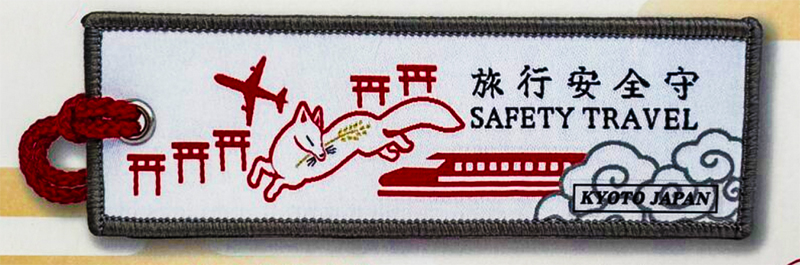 旅行安全守
SAFETY TRAVEL
KYOTO JAPAN